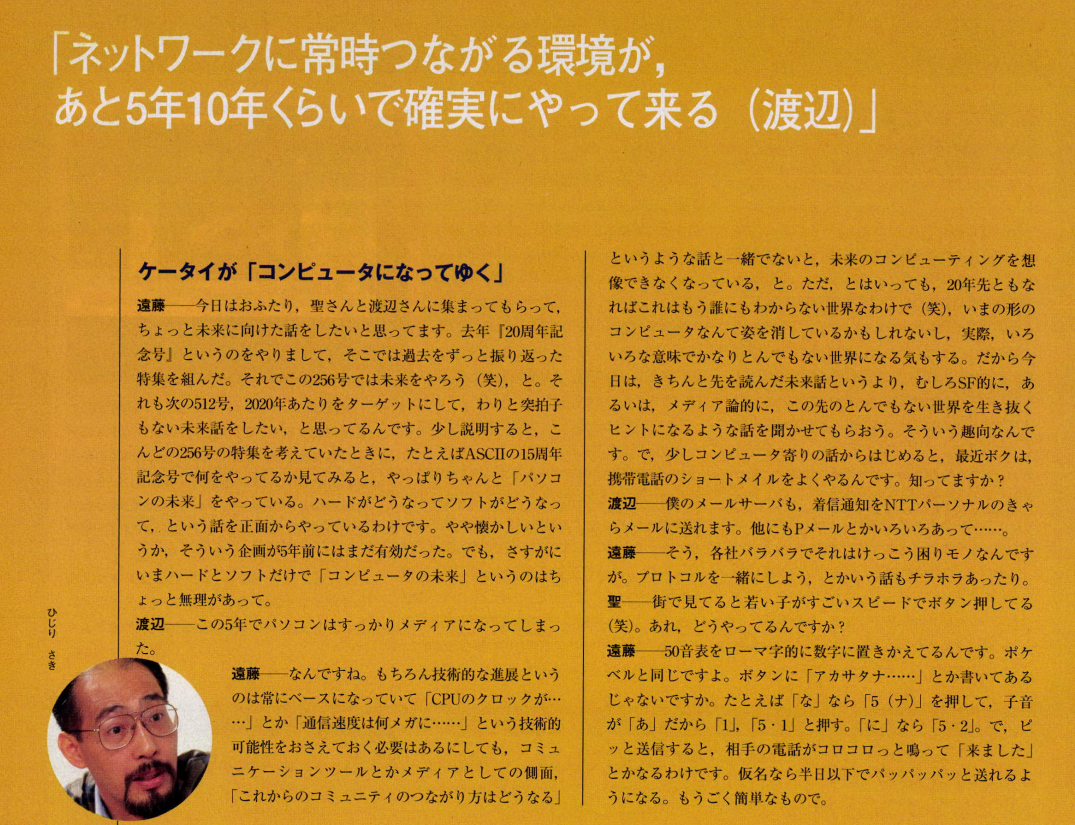 「ネットワークに常時つながる環境が，
あと5年10年くらいで確実にやって来る（渡辺）」
ケータイが「コンピュータになってゆく」
遠藤──今日はおふたり，聖さんと渡辺さんに集まってもらって，
ちょっと未来に向けた話をしたいと思ってます。去年『20周年記
念号』というのをやりまして，そこでは過去をずっと振り返った
特集を組んだ。それでこの256号では未来をやろう（笑），と。そ
れも次の512号，2020年あたりをターゲットにして，わりと突拍子
もない未来話をしたい，と思ってるんです。少し説明すると，こ
んどの256号の特集を考えていたときに，たとえばASCIIの15周年
記念号で何をやってるか見てみると，やっぱりちゃんと「パソコ
ンの未来」をやっている。ハードがどうなってソフトがどうなっ
て，という話を正面からやっているわけです。やや懐かしいとい
うか，そういう企画が5年前にはまだ有効だった。でも，さすがに
いまハードとソフトだけで「コンピュータの未来」というのはち
ょっと無理があって。
渡辺──この5年でパソコンはすっかりメディアになってしまっ
た。
遠藤──なんですね。もちろん技術的な進展という
のは常にベースになっていて「CPUのクロックが…
…」とか「通信速度は何メガに……」という技術的
可能性をおさえておく必要はあるにしても，コミュ
ニケーションツールとかメディアとしての側面，
「これからのコミュニティのつながり方はどうなる」
ひじり さき
というような話と一緒でないと，未来のコンピューティングを想
像できなくなっている，と。ただ，とはいっても，20年先ともな
ればこれはもう誰にもわからない世界なわけで（笑），いまの形の
コンピュータなんて姿を消しているかもしれないし，実際，いろ
いろな意味でかなりとんでもない世界になる気もする。だから今
日は，きちんと先を読んだ未来話というより，むしろSF的に，あ
るいは，メディア論的に，この先のとんでもない世界を生き抜く
ヒントになるような話を聞かせてもらおう。そういう趣向なんで
す。で，少しコンピュータ寄りの話からはじめると，最近ボクは，
携帯電話のショートメイルをよくやるんです。知ってますか？
渡辺──僕のメールサーバも，着信通知をNTTパーソナルのきゃ
らメールに送れます。他にもPメールとかいろいろあって……。
遠藤──そう，各社バラバラでそれはけっこう困りモノなんです
が。プロトコルを一緒にしよう，とかいう話もチラホラあったり。
聖──街で見てると若い子がすごいスピードでボタン押してる
（笑）。あれ，どうやってるんですか？
遠藤──50音表をローマ字的に数字に置きかえてるんです。ポケ
ベルと同じですよ。ボタンに「アカサタナ……」とか書いてある
じゃないですか。たとえば「な」なら「5（ナ）」を押して，子音
が「あ」だから「1」，「5・1」と押す。「に」なら「5・2」。で，ピ
ッと送信すると，相手の電話がコロコロっと鳴って「来ました」
とかなるわけです。仮名なら半日以下でパッパッパッと送れるよ
うになる。もうごく簡単なもので。